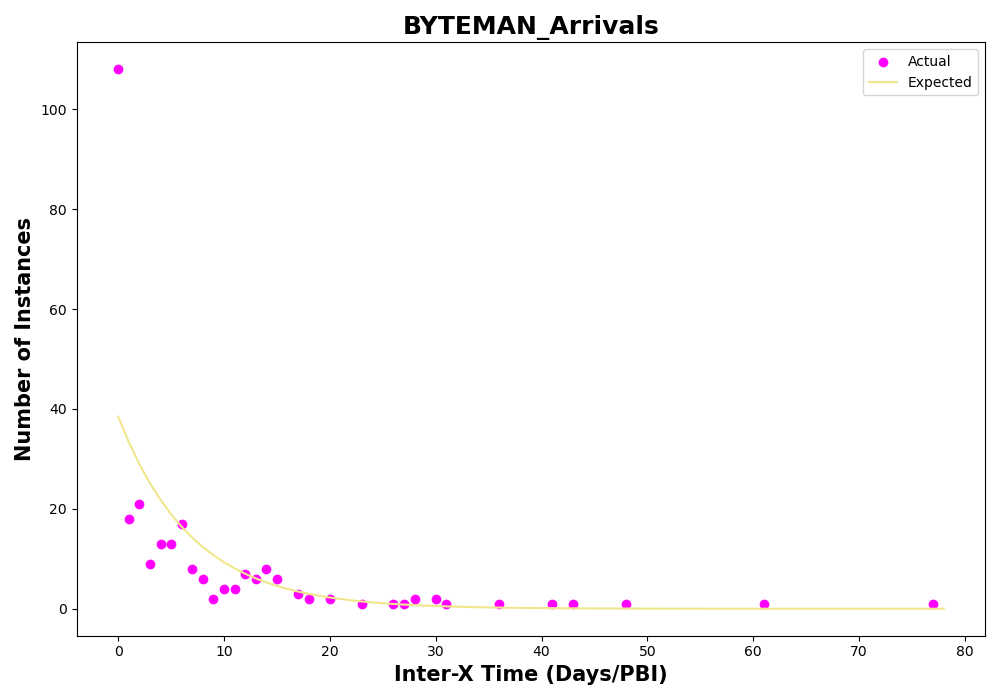 BYTEMAN_Arrivals
Actual
Expected
Number of Instances
100
80
60
40
20
0
0 10 20 30 40 50 60 70 80
Inter-X Time (Days/PBI)